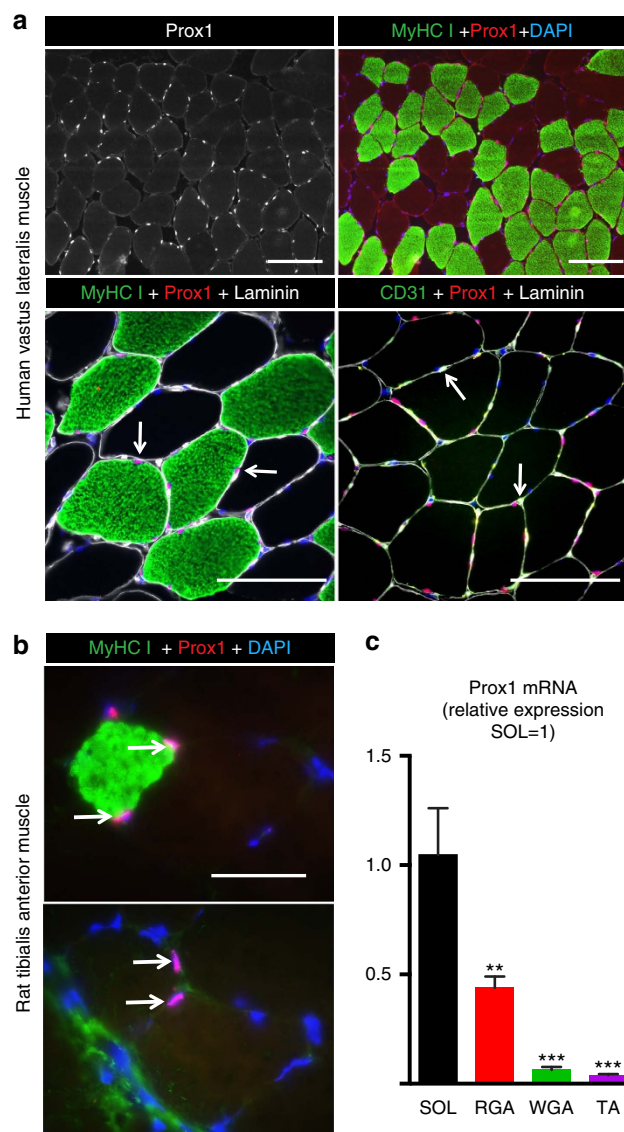 a
Prox1
MyHC I +Prox1+DAPI
Human vastus lateralis muscle
MyHC I + Prox1 + Laminin
CD31 + Prox1 + Laminin
b
MyHC I + Prox1 + DAPI
Rat tibialis anterior muscle
c
Prox1 mRNA
(relative expression
SOL=1)
1.5
1.0
0.5
**
***
***
SOL RGA WGA TA